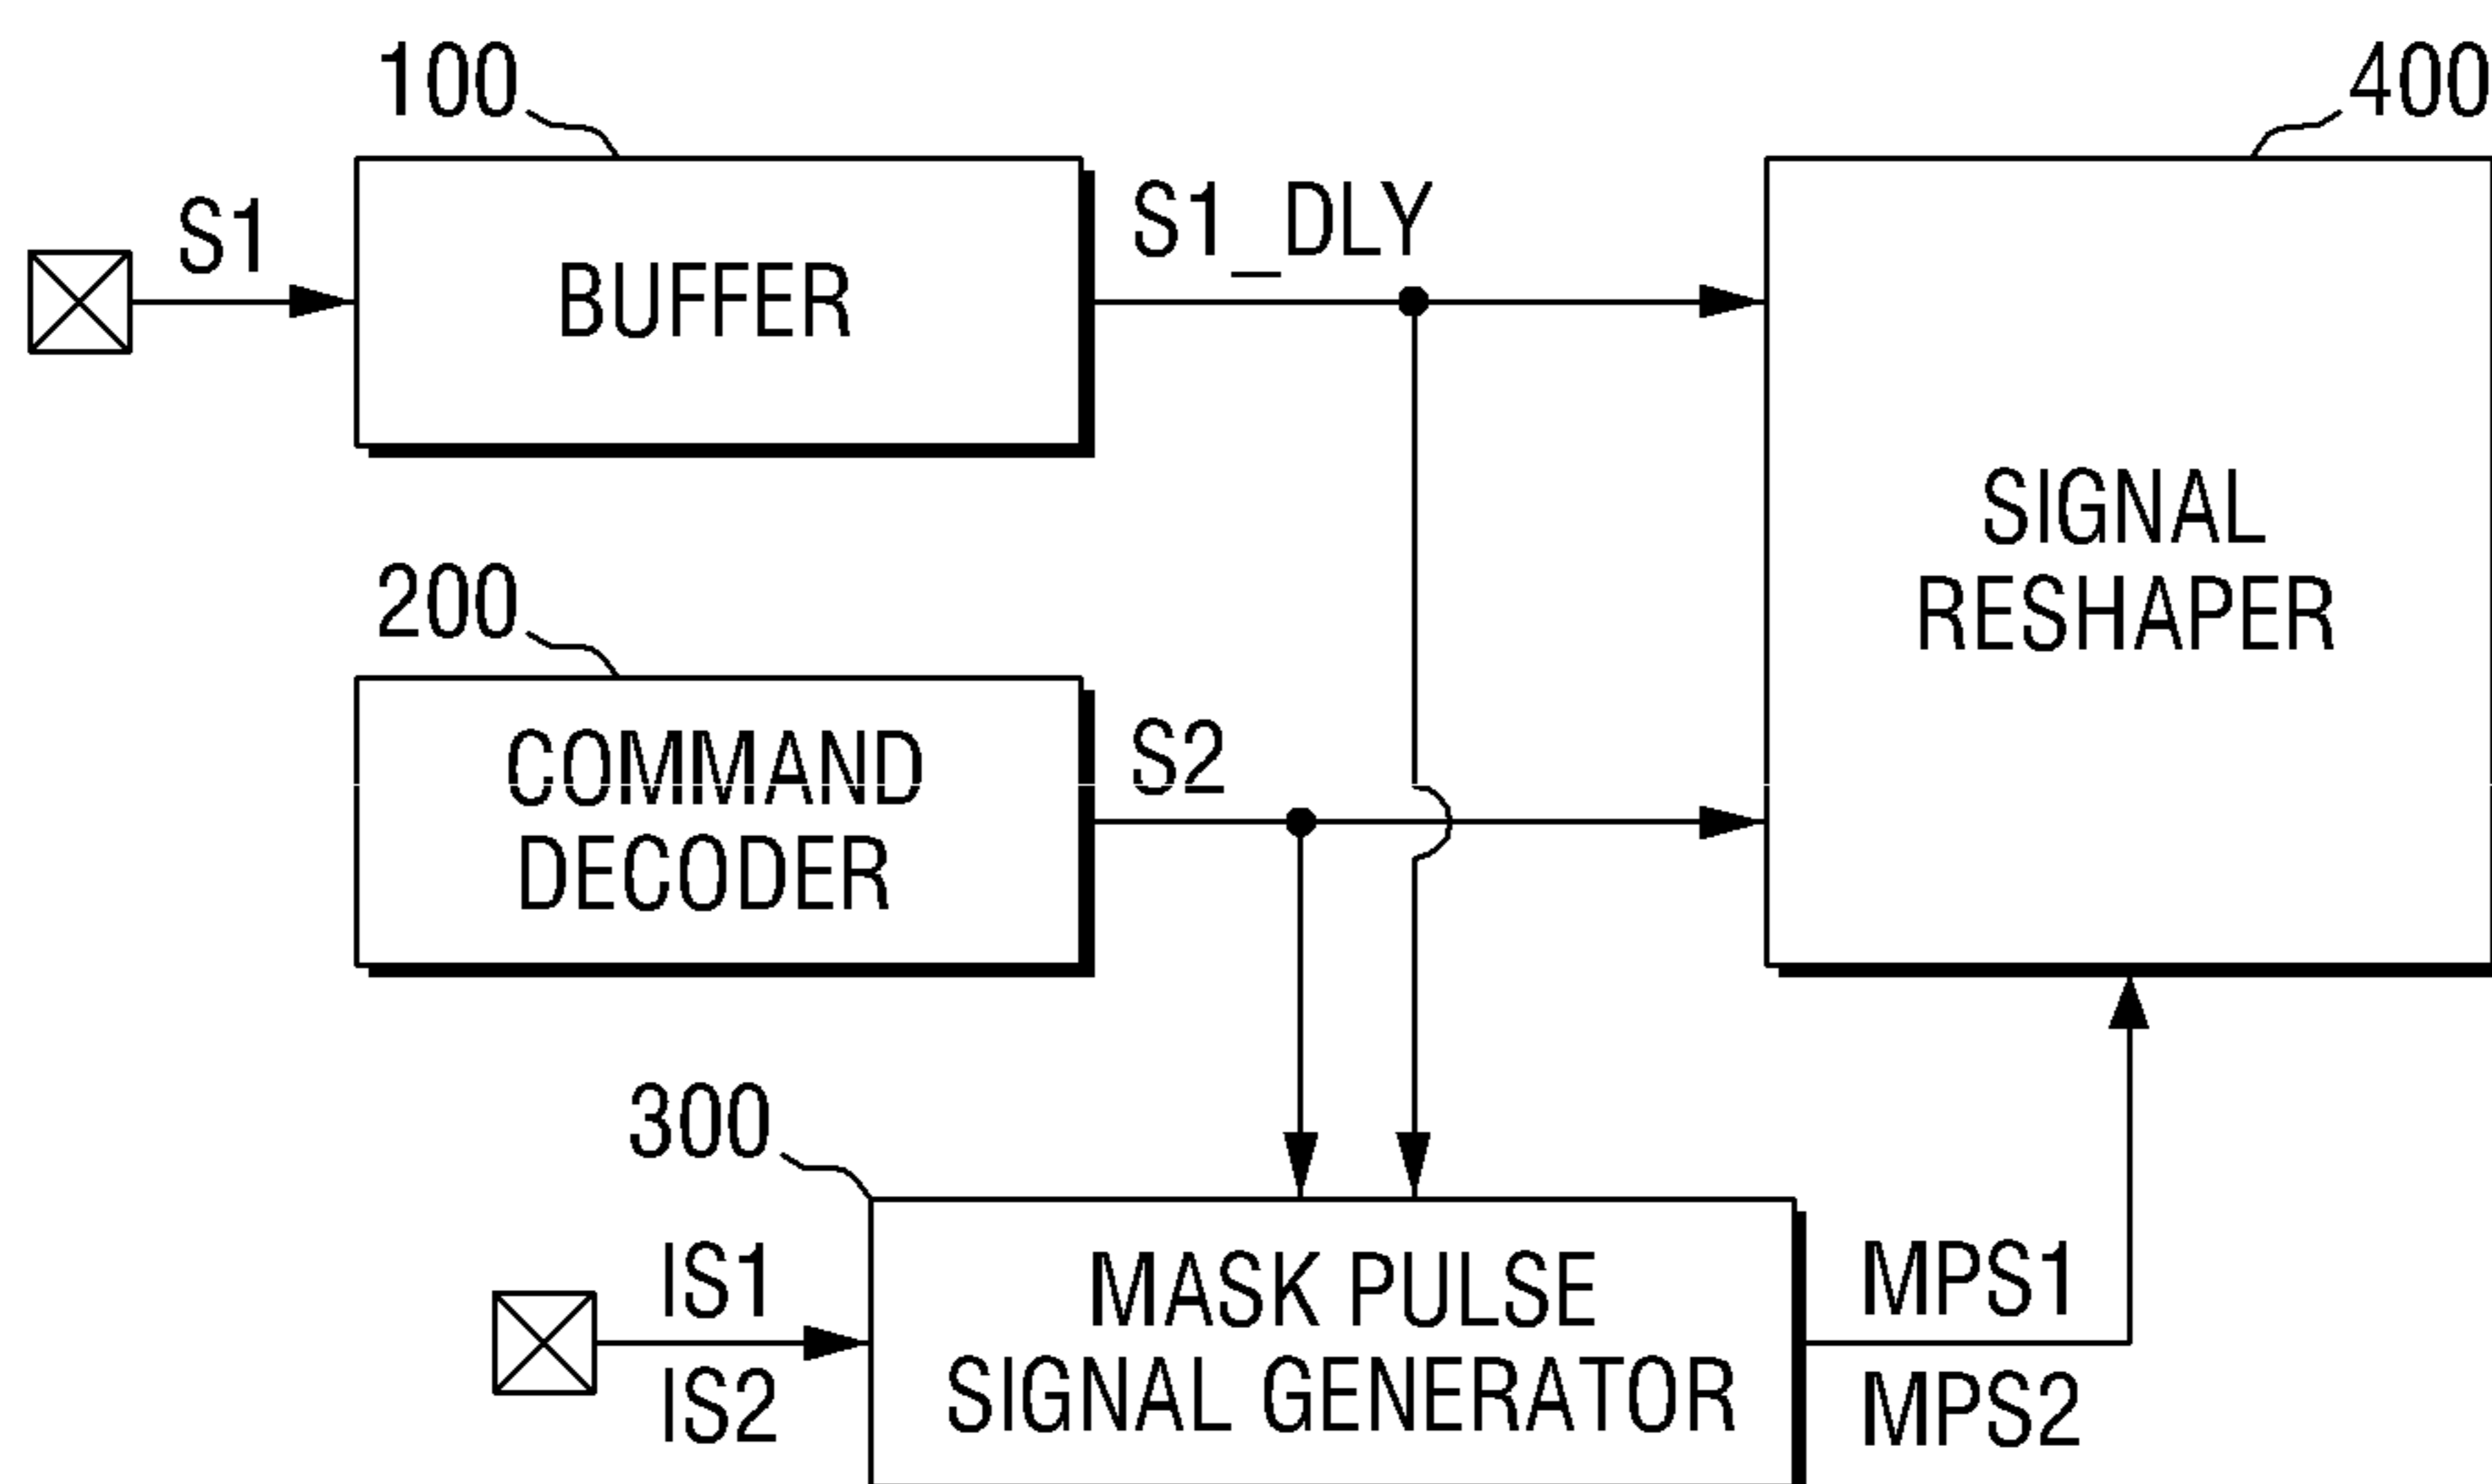 100
400
S1
BUFFER
S1_DLY
SIGNAL
RESHAPER
200
COMMAND
DECODER
S2
300
IS1
IS2
MASK PULSE
SIGNAL GENERATOR
MPS1
MPS2